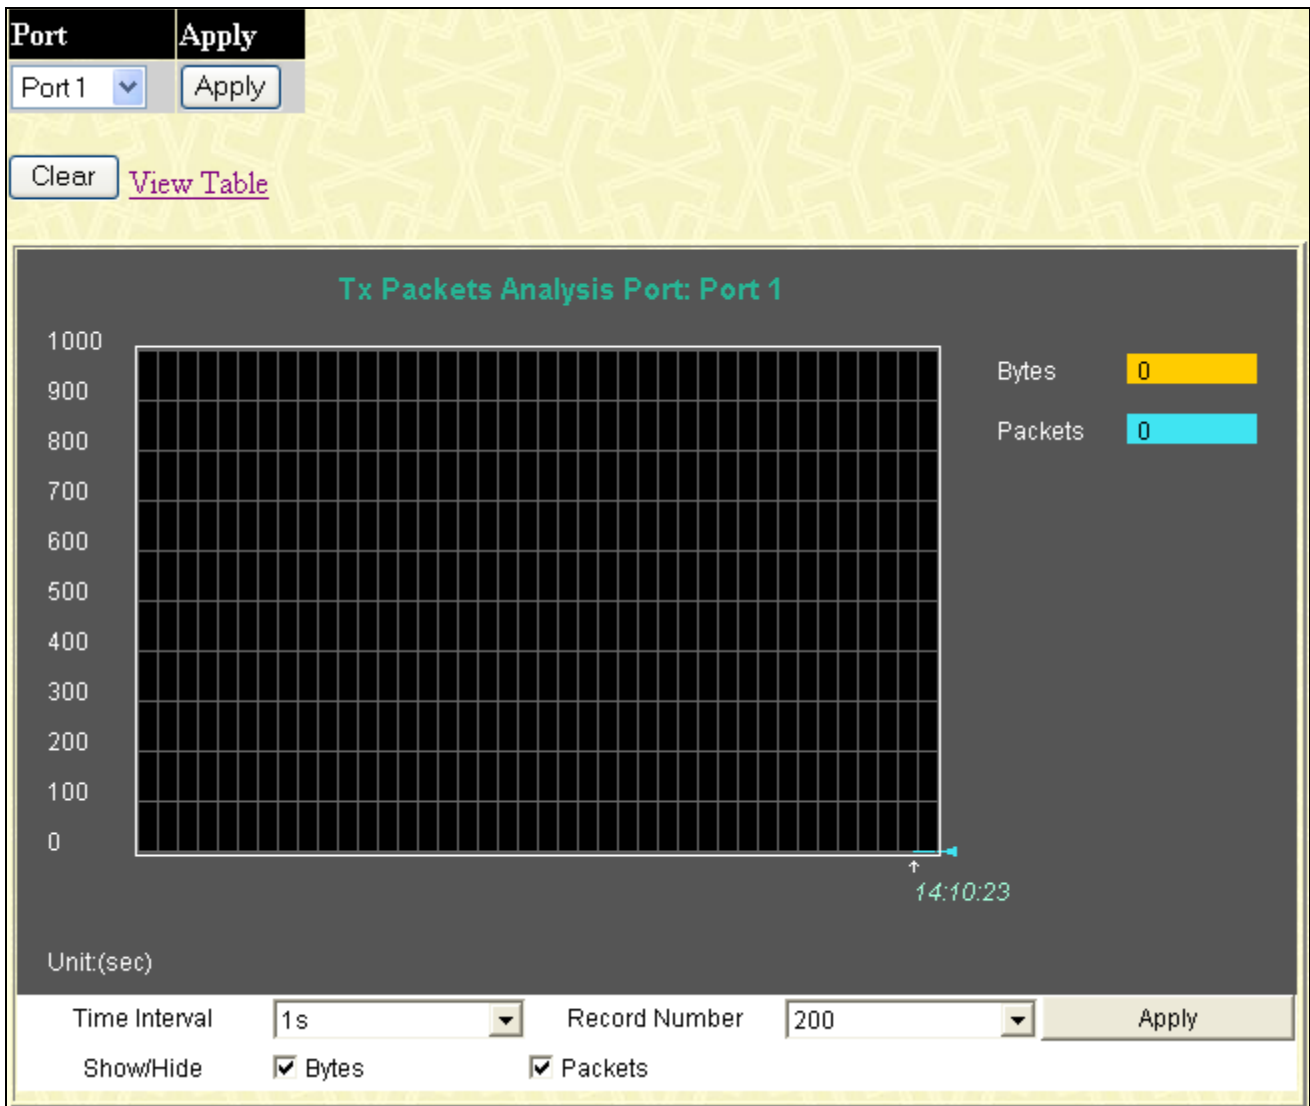 Port Apply
Port 1 Apply
Clear View Table
Tx Packets Analysis Port: Port 1
1000
900
800
700
600
500
400
300
200
100
0
Bytes 0
Packets 0
14:10:23
Unit:(sec)
Time Interval 1s Record Number 200 Apply
Show/Hide Bytes Packets